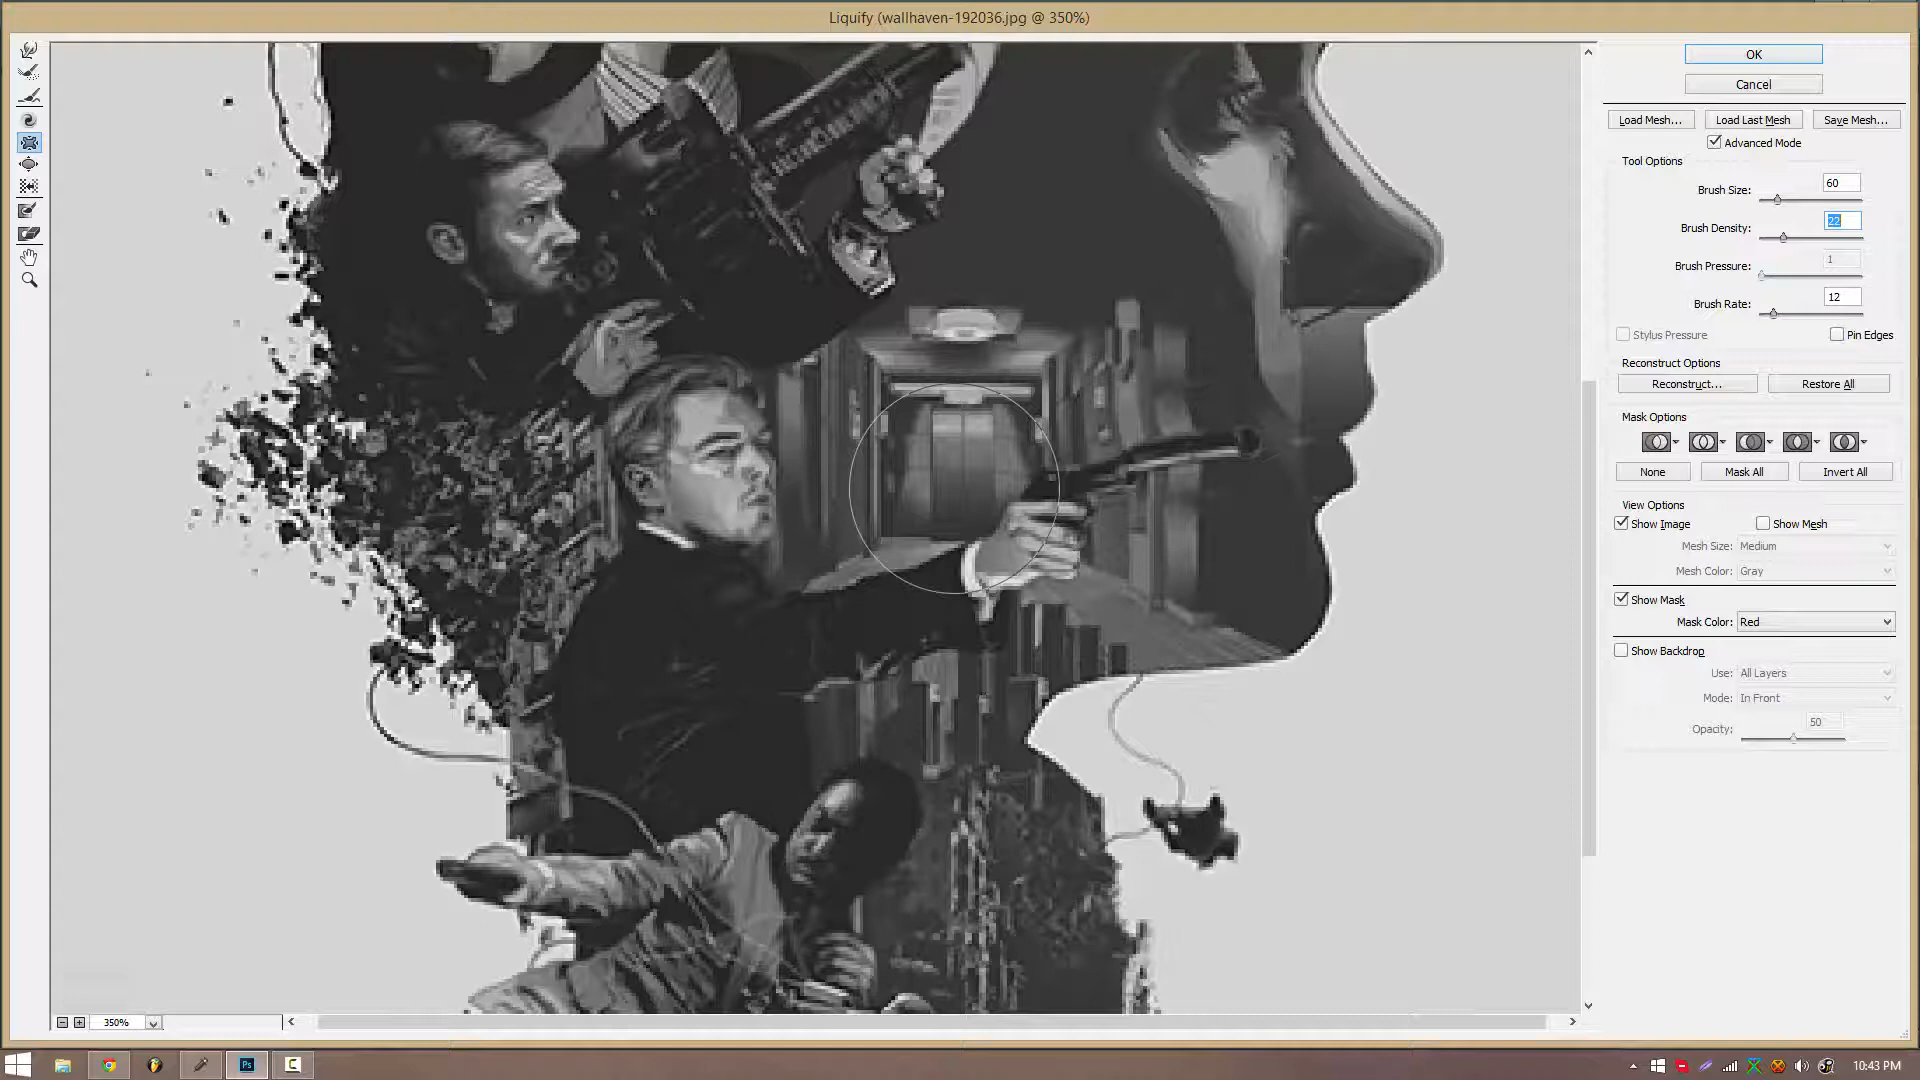 Liquify (wallhaven-192036.jpg @ 350%)
OK
Cancel
Load Mesh...
Load Last Mesh
Save Mesh...
Advanced Mode
Tool Options
Brush Size:
60
Brush Density:
22
Brush Pressure:
1
Brush Rate:
12
Stylus Pressure
Pin Edges
Reconstruct Options
Reconstruct...
Restore All
Mask Options
None
Mask All
Invert All
View Options
Show Image
Show Mesh
Mesh Size:
Medium
Mesh Color:
Gray
Show Mask
Mask Color:
Red
Show Backdrop
Use:
All Layers
Mode:
In Front
Opacity:
50
350%
Ps
10:43 PM